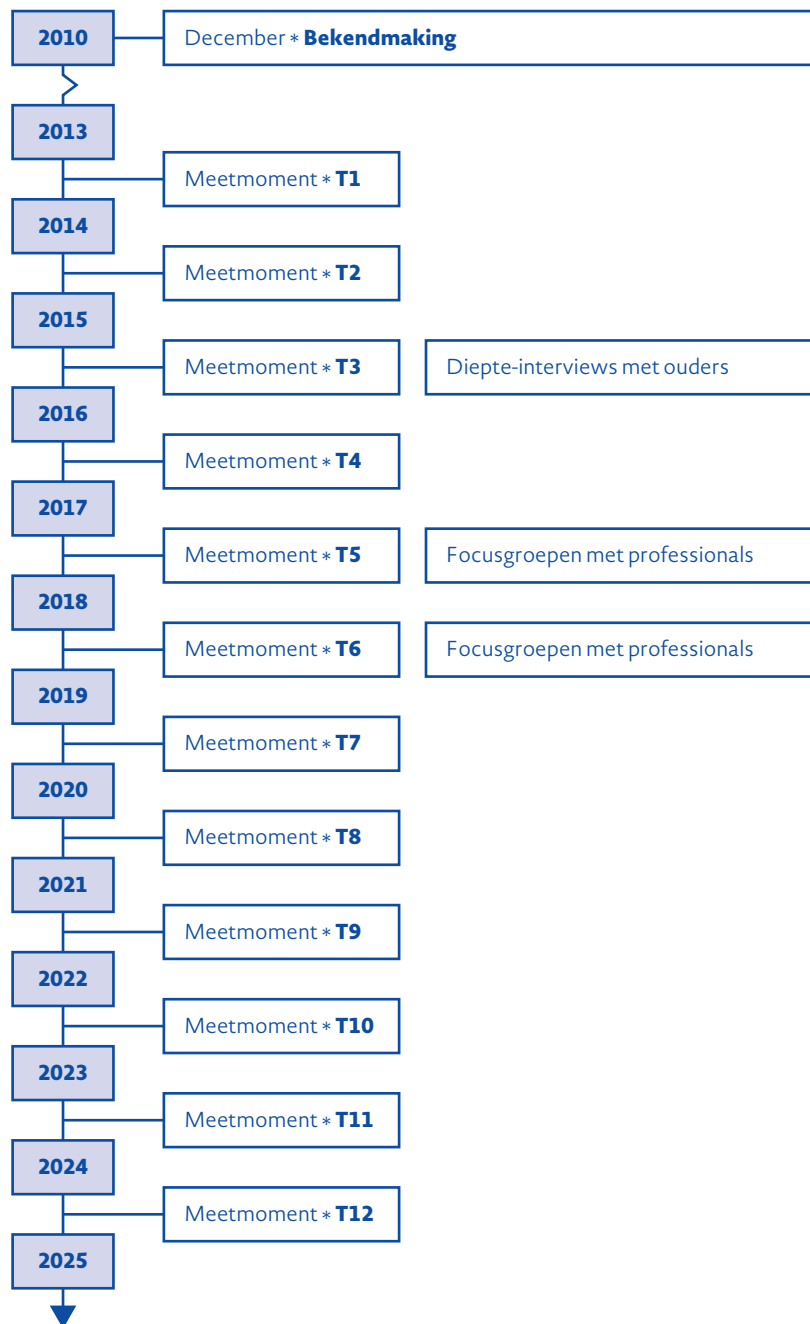 2010
December * Bekendmaking
2013
Meetmoment * T1
2014
Meetmoment * T2
2015
Meetmoment * T3
Diepte-interviews met ouders
2016
Meetmoment * T4
2017
Meetmoment * T5
Focusgroepen met professionals
2018
Meetmoment * T6
Focusgroepen met professionals
2019
Meetmoment * T7
2020
Meetmoment * T8
2021
Meetmoment * T9
2022
Meetmoment * T10
2023
Meetmoment * T11
2024
Meetmoment * T12
2025